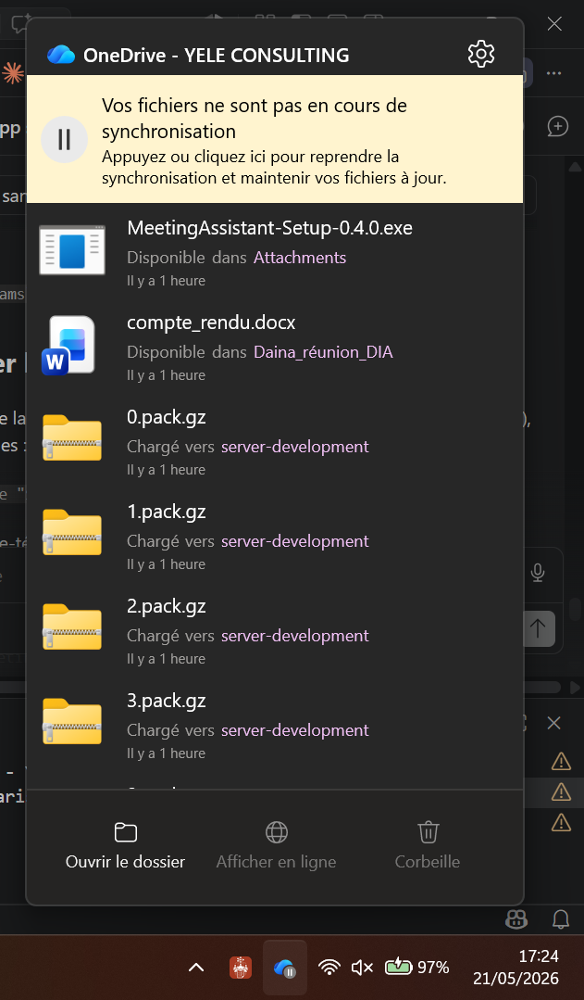 OneDrive - YELE CONSULTING
Vos fichiers ne sont pas en cours de
synchronisation
Appuyez ou cliquez ici pour reprendre la
synchronisation et maintenir vos fichiers à jour.
MeetingAssistant-Setup-0.4.0.exe
Disponible dans Attachments
Il y a 1 heure
compte_rendu.docx
Disponible dans Daina_réunion_DIA
Il y a 1 heure
W
0.pack.gz
Chargé vers server-development
Il y a 1 heure
1.pack.gz
Chargé vers server-development
Il y a 1 heure
2.pack.gz
Chargé vers server-development
Il y a 1 heure
3.pack.gz
Chargé vers server-development
Il y a 1 heure
Ouvrir le dossier
Afficher en ligne
Corbeille
97%
17:24
21/05/2026